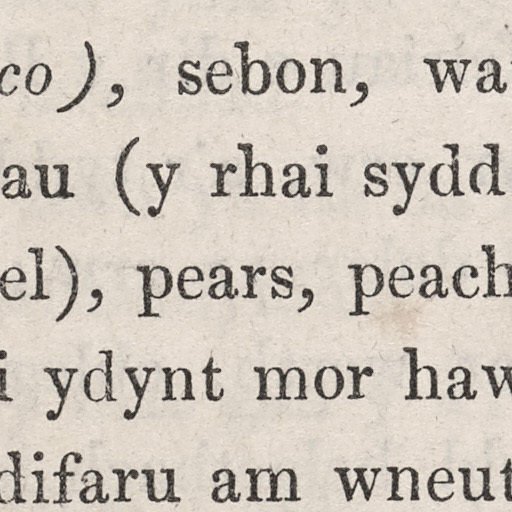 co), sebon, wa
au (y rhai sydd
el), pears, peach
i ydynt mor haw
difaru am wneut